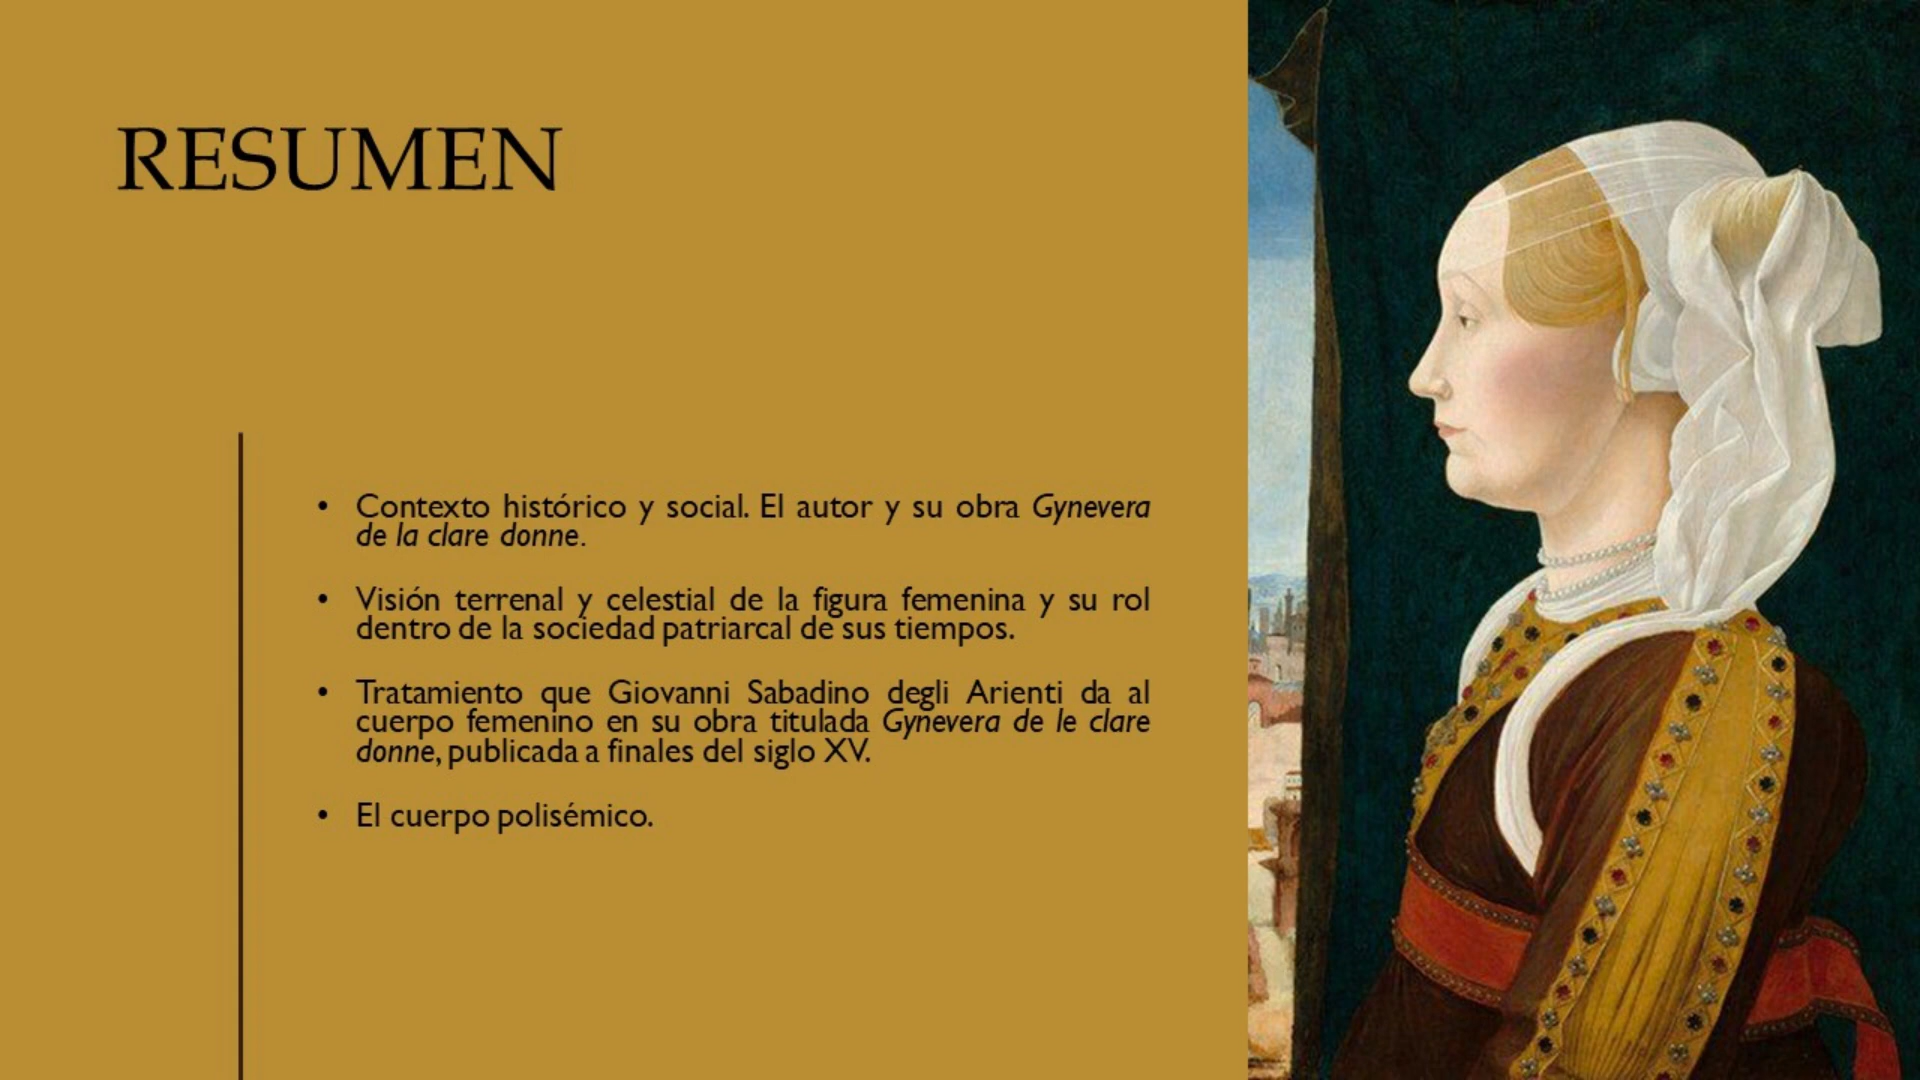 RESUMEN
• Contexto histórico y social. El autor y su obra Gynevera
de la clare donne.
• Visión terrenal y celestial de la figura femenina y su rol
dentro de la sociedad patriarcal de sus tiempos.
• Tratamiento que Giovanni Sabadino degli Arienti da al
cuerpo femenino en su obra titulada Gynevera de le clare
donne, publicada a finales del siglo XV.
• El cuerpo polisémico.